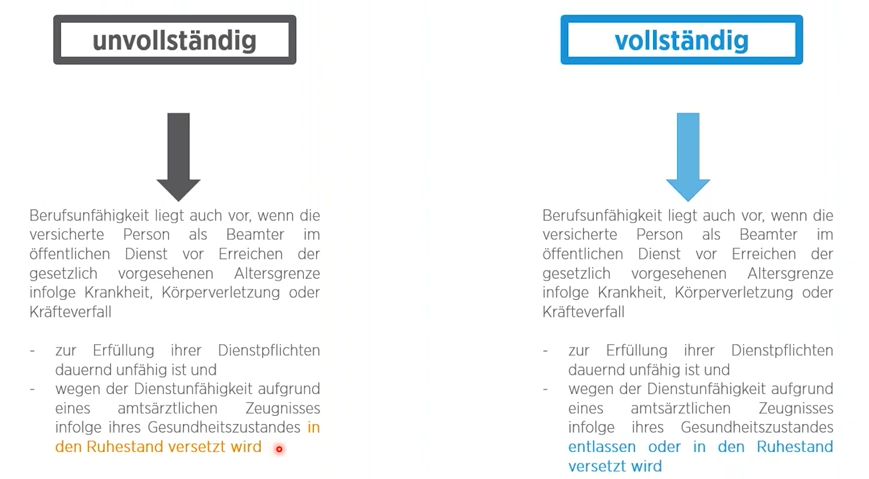 unvollständig
Berufsunfähigkeit liegt auch vor, wenn die
versicherte Person als Beamter im
öffentlichen Dienst vor Erreichen der
gesetzlich vorgesehenen Altersgrenze
infolge Krankheit, Körperverletzung oder
Kräfteverfall
- zur Erfüllung ihrer Dienstpflichten
dauernd unfähig ist und
- wegen der Dienstunfähigkeit aufgrund
eines amtsärztlichen Zeugnisses
infolge ihres Gesundheitszustandes in
den Ruhestand versetzt wird
vollständig
Berufsunfähigkeit liegt auch vor, wenn die
versicherte Person als Beamter im
öffentlichen Dienst vor Erreichen der
gesetzlich vorgesehenen Altersgrenze
infolge Krankheit, Körperverletzung oder
Kräfteverfall
- zur Erfüllung ihrer Dienstpflichten
dauernd unfähig ist und
- wegen der Dienstunfähigkeit aufgrund
eines amtsärztlichen Zeugnisses
infolge ihres Gesundheitszustandes
entlassen oder in den Ruhestand
versetzt wird